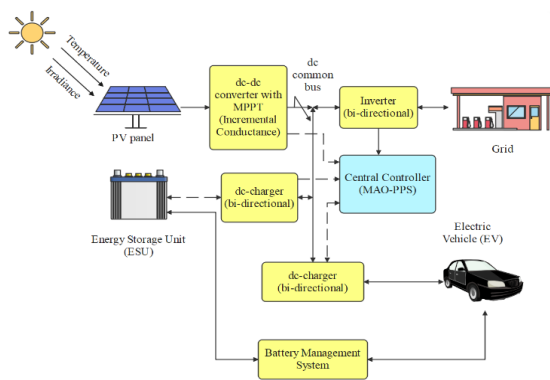 Temperature
Irradiance
PV panel
dc-dc
converter with
MPPT
(Incremental
Conductance)
dc
common
bus
Inverter
(bi-directional)
Grid
Central Controller
(MAO-PPS)
dc-charger
(bi-directional)
Energy Storage Unit
(ESU)
Electric
Vehicle (EV)
dc-charger
(bi-directional)
Battery Management
System